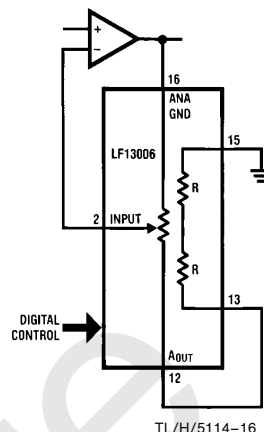 +
−
16
ANA
GND
15
LF13006
R
2 INPUT
R
13
DIGITAL
CONTROL
AOUT
12
TL/H/5114–16